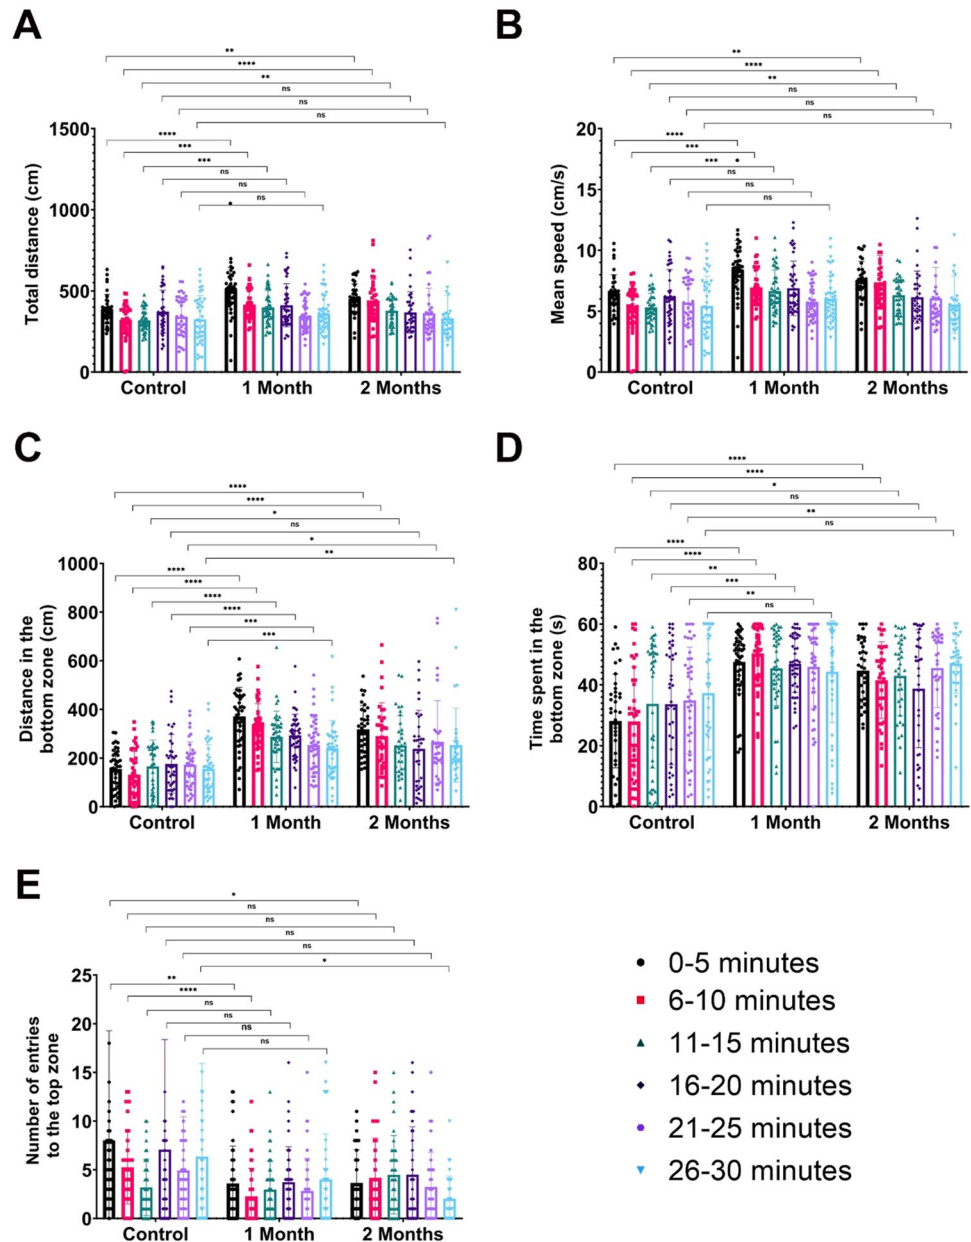 A
**
****
**
ns
ns
ns
****
***
***
ns
ns
ns
1500
1000
500
0
Total distance (cm)
Control
1 Month
2 Months
B
**
****
**
ns
ns
ns
****
***
***
ns
ns
ns
20
15
10
5
0
Mean speed (cm/s)
Control
1 Month
2 Months
C
****
****
*
ns
*
**
****
****
****
****
***
***
1000
800
600
400
200
0
Distance in the
bottom zone (cm)
Control
1 Month
2 Months
D
****
****
*
ns
**
ns
****
****
**
***
**
ns
80
60
40
20
0
Time spent in the
bottom zone (s)
Control
1 Month
2 Months
E
*
ns
ns
ns
ns
*
**
****
ns
ns
ns
ns
25
20
15
10
5
0
Number of entries
to the top zone
Control
1 Month
2 Months
0-5 minutes
6-10 minutes
11-15 minutes
16-20 minutes
21-25 minutes
26-30 minutes